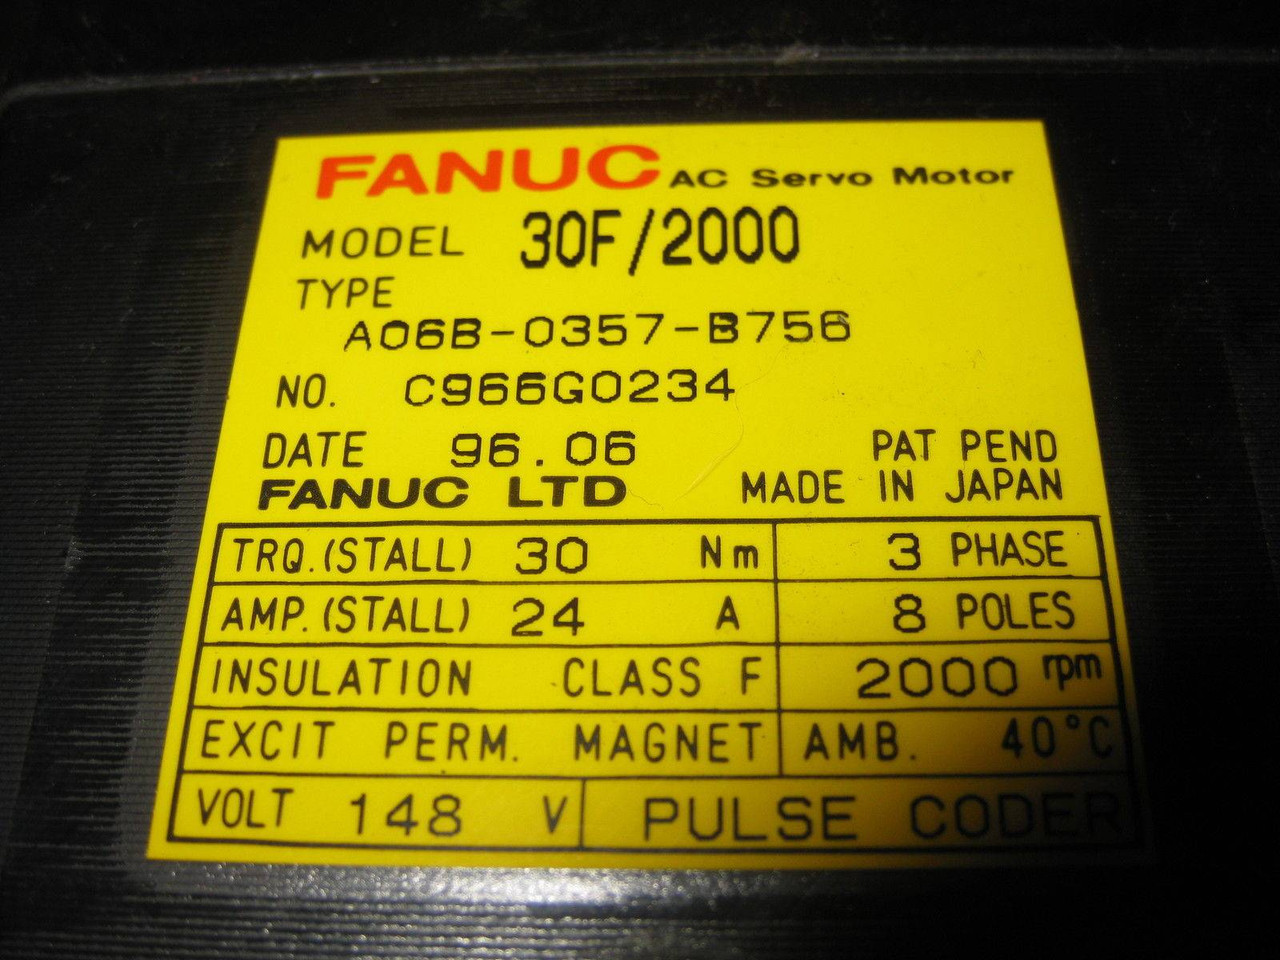 FANUC AC Servo Motor
MODEL 30F/2000
TYPE
A06B-0357-B756
NO. C966G0234
DATE 96.06 PAT PEND
FANUC LTD MADE IN JAPAN
TRQ.(STALL) 30 Nm 3 PHASE
AMP.(STALL) 24 A 8 POLES
INSULATION CLASS F 2000 rpm
EXCIT PERM. MAGNET AMB. 40°C
VOLT 148 V PULSE CODER